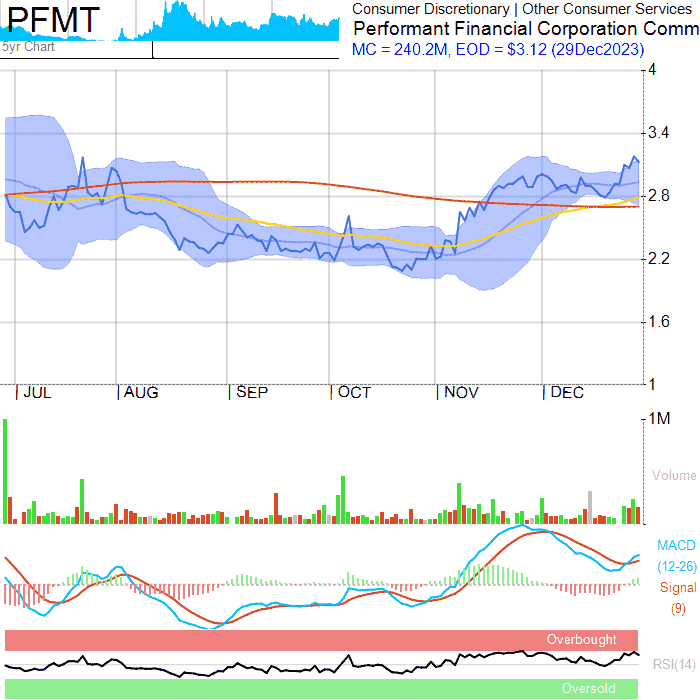 PFMT
5yr Chart
Consumer Discretionary | Other Consumer Services
Performant Financial Corporation Comm
MC = 240.2M, EOD = $3.12 (29Dec2023)
4
3.4
2.8
2.2
1.6
1
JUL AUG SEP OCT NOV DEC
1M
Volume
MACD
(12-26)
Signal
(9)
Overbought
RSI(14)
Oversold